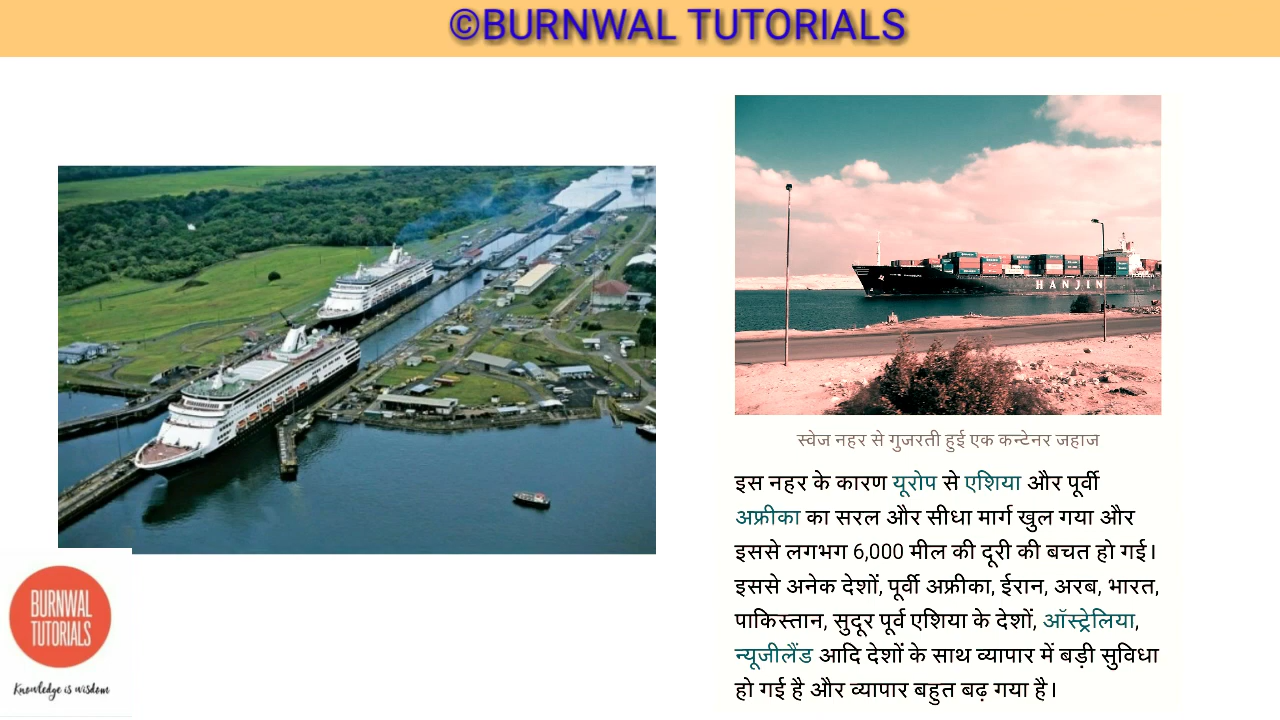 ©BURNWAL TUTORIALS
HANJIN
स्वेज नहर से गुजरती हुई एक कन्टेनर जहाज
इस नहर के कारण यूरोप से एशिया और पूर्वी
अफ्रीका का सरल और सीधा मार्ग खुल गया और
इससे लगभग 6,000 मील की दूरी की बचत हो गई।
इससे अनेक देशों, पूर्वी अफ्रीका, ईरान, अरब, भारत,
पाकिस्तान, सुदूर पूर्व एशिया के देशों, ऑस्ट्रेलिया,
न्यूजीलैंड आदि देशों के साथ व्यापार में बड़ी सुविधा
हो गई है और व्यापार बहुत बढ़ गया है।
BURNWAL
TUTORIALS
Knowledge is wisdom